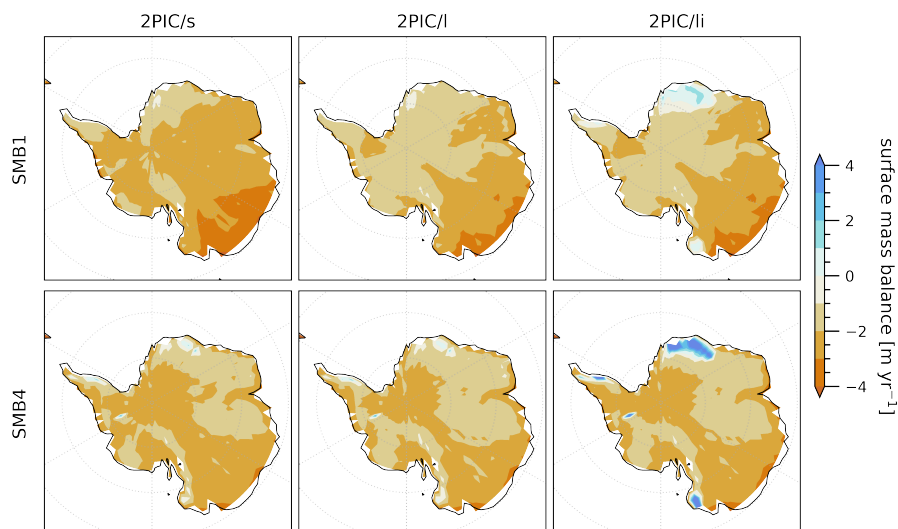 2PIC/s 2PIC/l 2PIC/li
SMB1
SMB4
4
2
0
−2
−4
surface mass balance [m yr⁻¹]